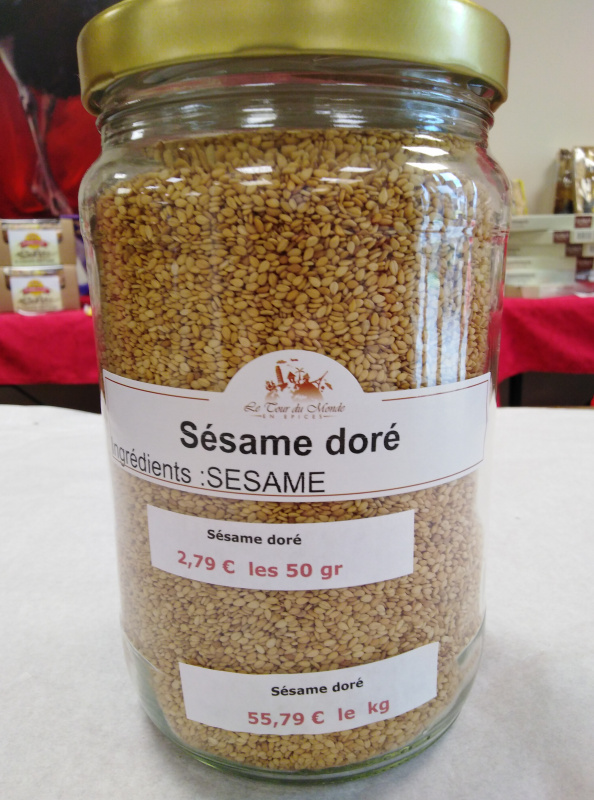 Le Tour du Monde
EN EPICES
Sésame doré
Ingrédients :SESAME
Sésame doré
2,79 € les 50 gr
Sésame doré
55,79 € le kg